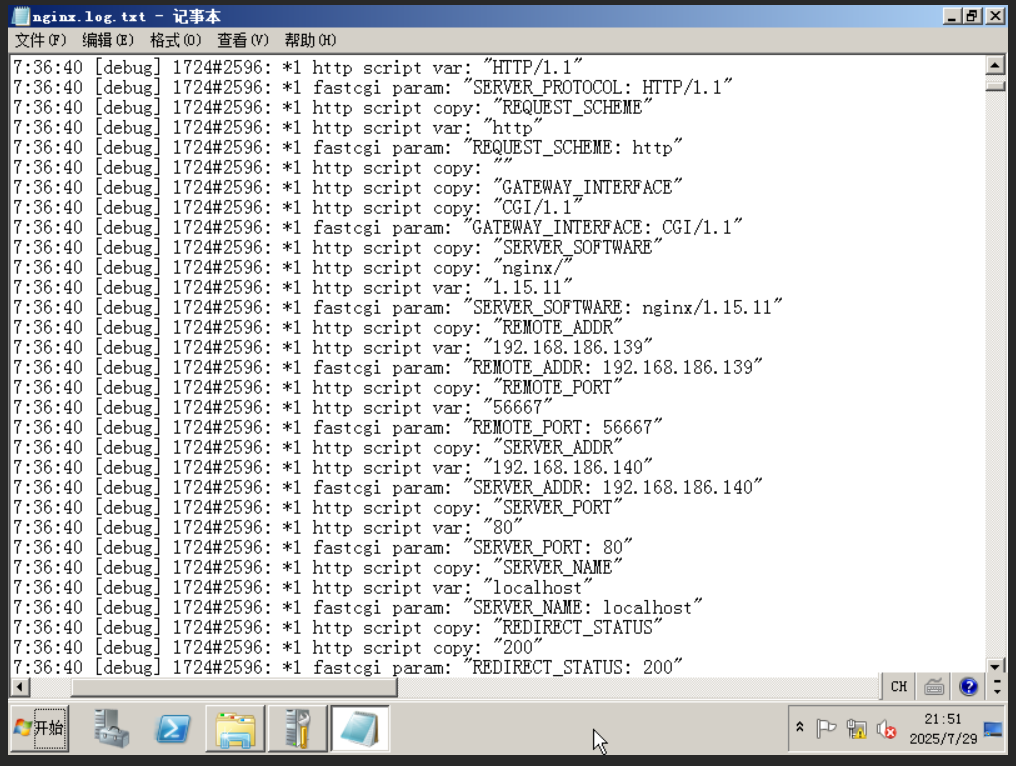 nginx.log.txt - 记事本
文件(F) 编辑(E) 格式(O) 查看(V) 帮助(H)
7:36:40 [debug] 1724#2596: *1 http script var: "HTTP/1.1"
7:36:40 [debug] 1724#2596: *1 fastcgi param: "SERVER_PROTOCOL: HTTP/1.1"
7:36:40 [debug] 1724#2596: *1 http script copy: "REQUEST_SCHEME"
7:36:40 [debug] 1724#2596: *1 http script var: "http"
7:36:40 [debug] 1724#2596: *1 fastcgi param: "REQUEST_SCHEME: http"
7:36:40 [debug] 1724#2596: *1 http script copy: ""
7:36:40 [debug] 1724#2596: *1 http script copy: "GATEWAY_INTERFACE"
7:36:40 [debug] 1724#2596: *1 http script copy: "CGI/1.1"
7:36:40 [debug] 1724#2596: *1 fastcgi param: "GATEWAY_INTERFACE: CGI/1.1"
7:36:40 [debug] 1724#2596: *1 http script copy: "SERVER_SOFTWARE"
7:36:40 [debug] 1724#2596: *1 http script copy: "nginx/"
7:36:40 [debug] 1724#2596: *1 http script var: "1.15.11"
7:36:40 [debug] 1724#2596: *1 fastcgi param: "SERVER_SOFTWARE: nginx/1.15.11"
7:36:40 [debug] 1724#2596: *1 http script copy: "REMOTE_ADDR"
7:36:40 [debug] 1724#2596: *1 http script var: "192.168.186.139"
7:36:40 [debug] 1724#2596: *1 fastcgi param: "REMOTE_ADDR: 192.168.186.139"
7:36:40 [debug] 1724#2596: *1 http script copy: "REMOTE_PORT"
7:36:40 [debug] 1724#2596: *1 http script var: "56667"
7:36:40 [debug] 1724#2596: *1 fastcgi param: "REMOTE_PORT: 56667"
7:36:40 [debug] 1724#2596: *1 http script copy: "SERVER_ADDR"
7:36:40 [debug] 1724#2596: *1 http script var: "192.168.186.140"
7:36:40 [debug] 1724#2596: *1 fastcgi param: "SERVER_ADDR: 192.168.186.140"
7:36:40 [debug] 1724#2596: *1 http script copy: "SERVER_PORT"
7:36:40 [debug] 1724#2596: *1 http script var: "80"
7:36:40 [debug] 1724#2596: *1 fastcgi param: "SERVER_PORT: 80"
7:36:40 [debug] 1724#2596: *1 http script copy: "SERVER_NAME"
7:36:40 [debug] 1724#2596: *1 http script var: "localhost"
7:36:40 [debug] 1724#2596: *1 fastcgi param: "SERVER_NAME: localhost"
7:36:40 [debug] 1724#2596: *1 http script copy: "REDIRECT_STATUS"
7:36:40 [debug] 1724#2596: *1 http script copy: "200"
7:36:40 [debug] 1724#2596: *1 fastcgi param: "REDIRECT_STATUS: 200"
CH
开始
21:51
2025/7/29